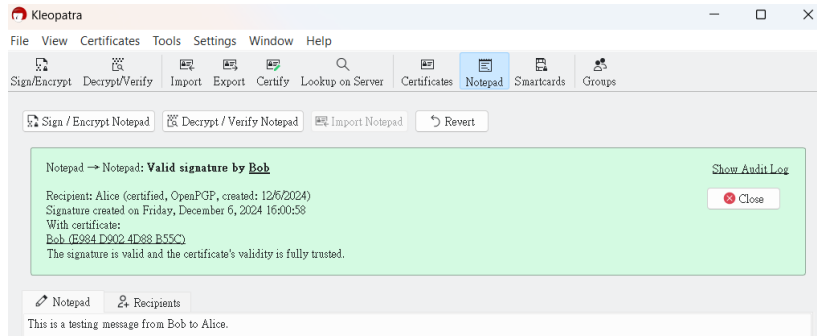 Kleopatra
File View Certificates Tools Settings Window Help
Sign/Encrypt Decrypt/Verify Import Export Certify Lookup on Server Certificates Notepad Smartcards Groups
Sign / Encrypt Notepad Decrypt / Verify Notepad Import Notepad Revert
Notepad → Notepad: Valid signature by Bob Show Audit Log
Recipient: Alice (certified, OpenPGP, created: 12/6/2024)
Close
Signature created on Friday, December 6, 2024 16:00:58
With certificate:
Bob (E984 D902 4D88 B55C)
The signature is valid and the certificate's validity is fully trusted.
Notepad Recipients
This is a testing message from Bob to Alice.